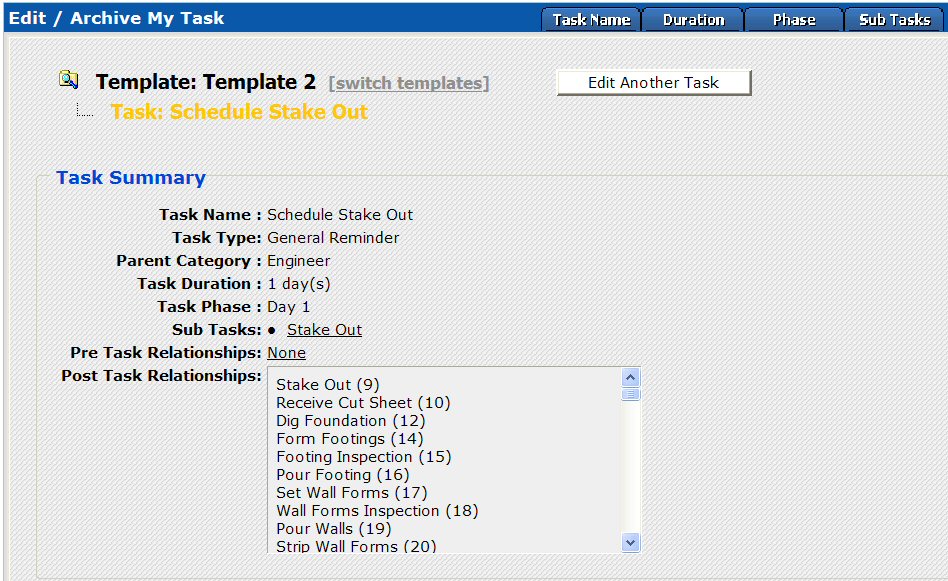 Edit / Archive My Task Task Name Duration Phase Sub Tasks
Template: Template 2 [switch templates] Edit Another Task
Task: Schedule Stake Out
Task Summary
Task Name : Schedule Stake Out
Task Type: General Reminder
Parent Category : Engineer
Task Duration : 1 day(s)
Task Phase : Day 1
Sub Tasks: • Stake Out
Pre Task Relationships: None
Post Task Relationships:
Stake Out (9)
Receive Cut Sheet (10)
Dig Foundation (12)
Form Footings (14)
Footing Inspection (15)
Pour Footing (16)
Set Wall Forms (17)
Wall Forms Inspection (18)
Pour Walls (19)
Strip Wall Forms (20)